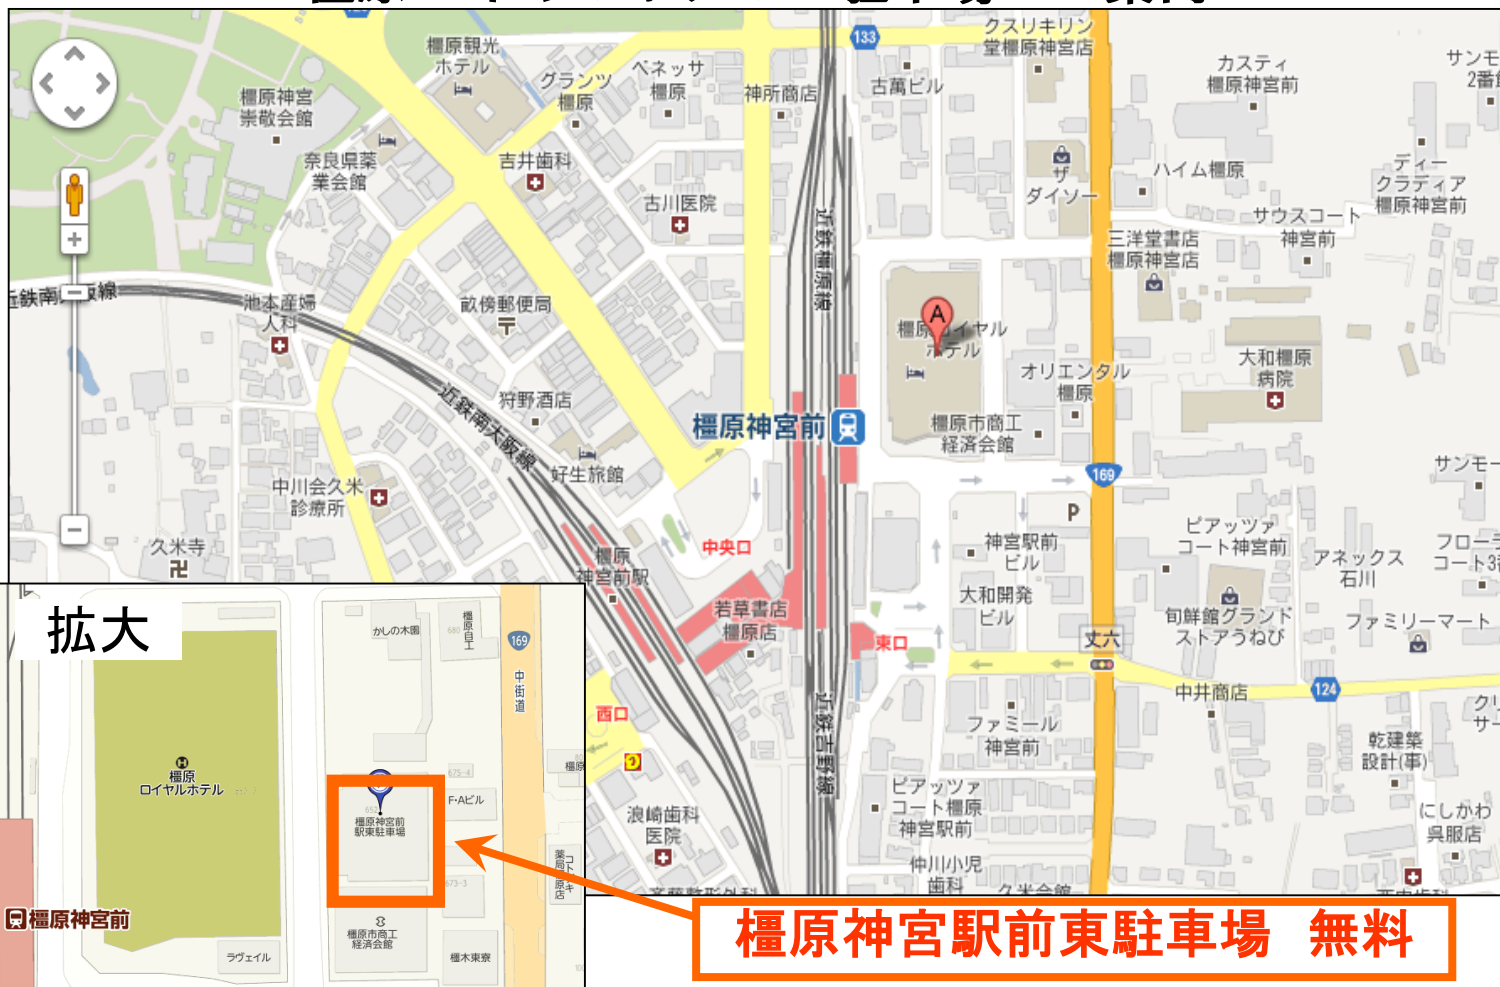 133
クスリキリン
堂橿原神宮店
橿原観光
ホテル
グランツ
橿原
ベネッサ
橿原
神所商店
古萬ビル
カスティ
橿原神宮前
橿原神宮
崇敬会館
奈良県薬
業会館
吉井歯科
古川医院
ザ
ダイソー
ハイム橿原
ディー
クラディア
橿原神宮前
サウスコート
神宮前
三洋堂書店
橿原神宮店
近鉄橿原線
池本産婦
人科
畝傍郵便局
A
ホテル
オリエンタル
橿原
大和橿原
病院
狩野酒店
近鉄南大阪線
橿原神宮前
橿原市商工
経済会館
好生旅館
169
P
中川会久米
診療所
久米寺
中央口
橿原
神宮前駅
若草書店
橿原店
東口
神宮駅前
ビル
大和開発
ビル
ピアッツァ
コート神宮前
アネックス
石川
旬鮮館グランド
ストアうねび
ファミリーマート
丈六
中井商店
124
西口
ファミール
神宮前
乾建築
設計(事)
近鉄吉野線
ピアッツァ
コート橿原
神宮駅前
浪崎歯科
医院
にしかわ
呉服店
仲川小児
歯科
拡大
かしの木園
橿原自工
680
169
中街道
橿原
ロイヤルホテル
675-4
F·Aビル
橿原神宮前
駅東駐車場
673-3
橿原神宮前
橿原市商工
経済会館
ラヴェイル
橿木東寮
橿原神宮駅前東駐車場 無料